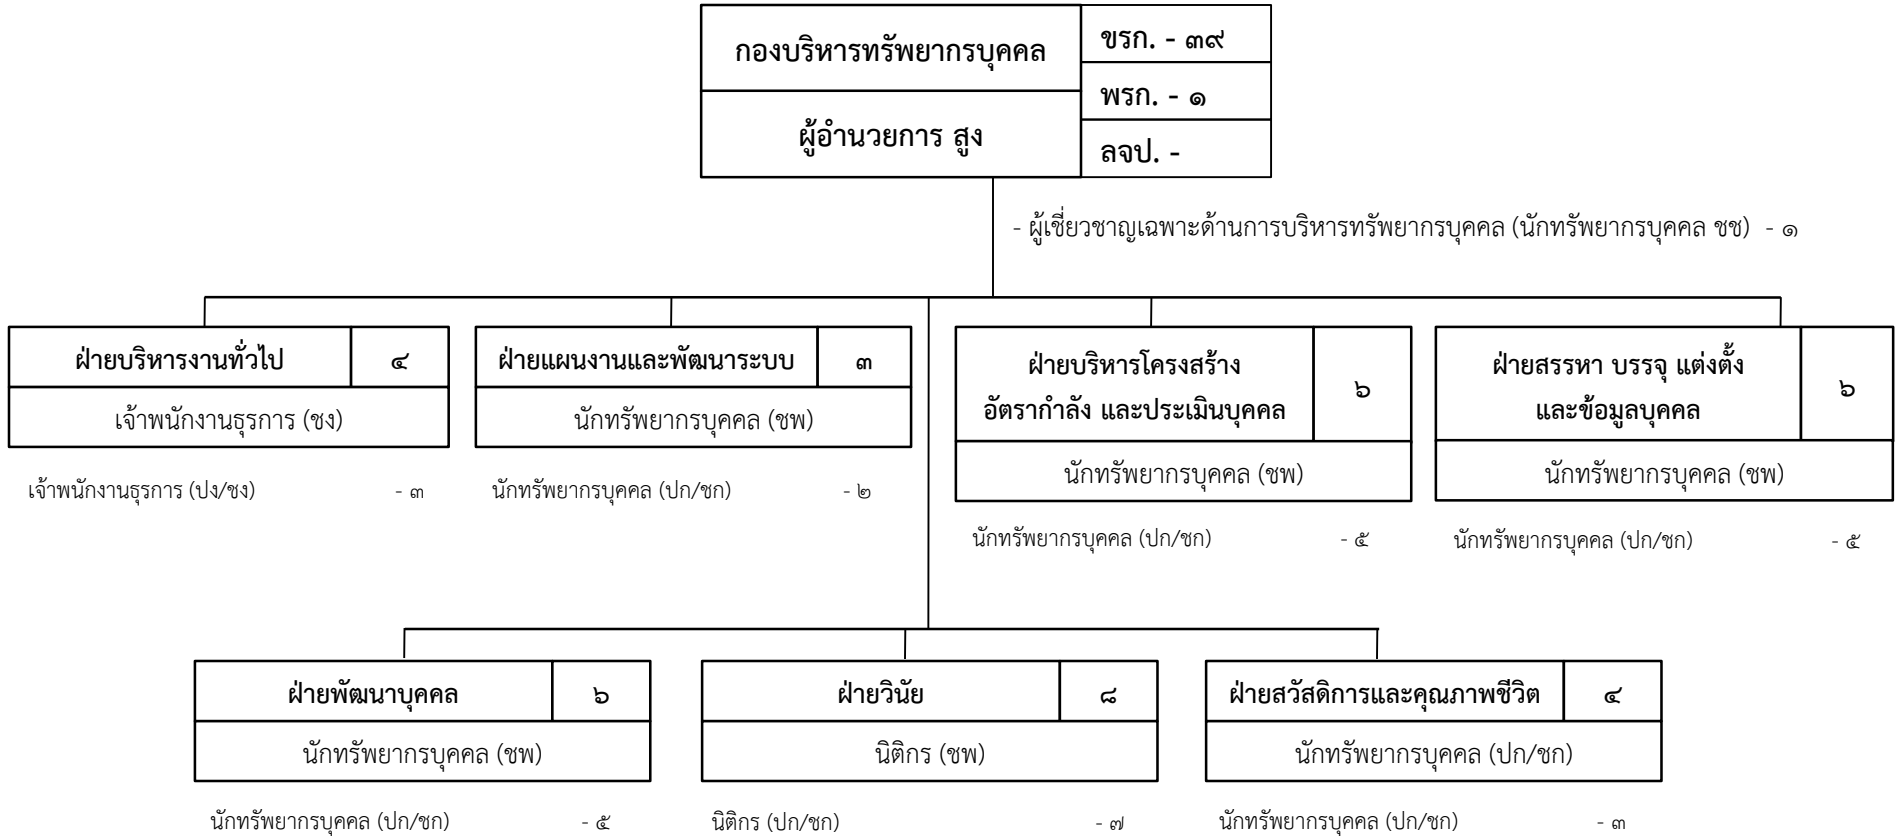 กองบริหารทรัพยากรบุคคล
ผู้อำนวยการ สูง
ขรก. - ๓๙
พรก. - ๑
ลจป. -
- ผู้เชี่ยวชาญเฉพาะด้านการบริหารทรัพยากรบุคคล (นักทรัพยากรบุคคล ชช) - ๑
ฝ่ายบริหารงานทั่วไป ๔
เจ้าพนักงานธุรการ (ชง)
เจ้าพนักงานธุรการ (ปง/ชง) - ๓
ฝ่ายแผนงานและพัฒนาระบบ ๓
นักทรัพยากรบุคคล (ชพ)
นักทรัพยากรบุคคล (ปก/ชก) - ๒
ฝ่ายบริหารโครงสร้าง
อัตรากำลัง และประเมินบุคคล ๖
นักทรัพยากรบุคคล (ชพ)
นักทรัพยากรบุคคล (ปก/ชก) - ๕
ฝ่ายสรรหา บรรจุ แต่งตั้ง
และข้อมูลบุคคล ๖
นักทรัพยากรบุคคล (ชพ)
นักทรัพยากรบุคคล (ปก/ชก) - ๕
ฝ่ายพัฒนาบุคคล ๖
นักทรัพยากรบุคคล (ชพ)
นักทรัพยากรบุคคล (ปก/ชก) - ๕
ฝ่ายวินัย ๘
นิติกร (ชพ)
นิติกร (ปก/ชก) - ๗
ฝ่ายสวัสดิการและคุณภาพชีวิต ๔
นักทรัพยากรบุคคล (ปก/ชก)
นักทรัพยากรบุคคล (ปก/ชก) - ๓